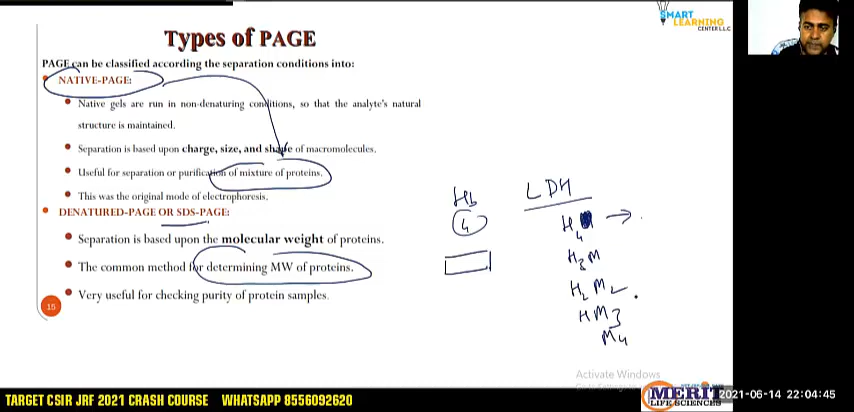 SMART
LEARNING
CENTER LLC
Types of PAGE
PAGE can be classified according the separation conditions into:
• NATIVE-PAGE:
• Native gels are run in non-denaturing conditions, so that the analyte's natural
structure is maintained.
• Separation is based upon charge, size, and shape of macromolecules.
• Useful for separation or purification of mixture of proteins.
• This was the original mode of electrophoresis.
• DENATURED-PAGE OR SDS-PAGE:
• Separation is based upon the molecular weight of proteins.
• The common method for determining MW of proteins.
• Very useful for checking purity of protein samples.
15
Hb
4
LDH
H4
H3M
H2M2
HM3
M4
Activate Windows
MERIT
LIFE SCIENCES
2021-06-14 22:04:45
TARGET CSIR JRF 2021 CRASH COURSE WHATSAPP 8556092620